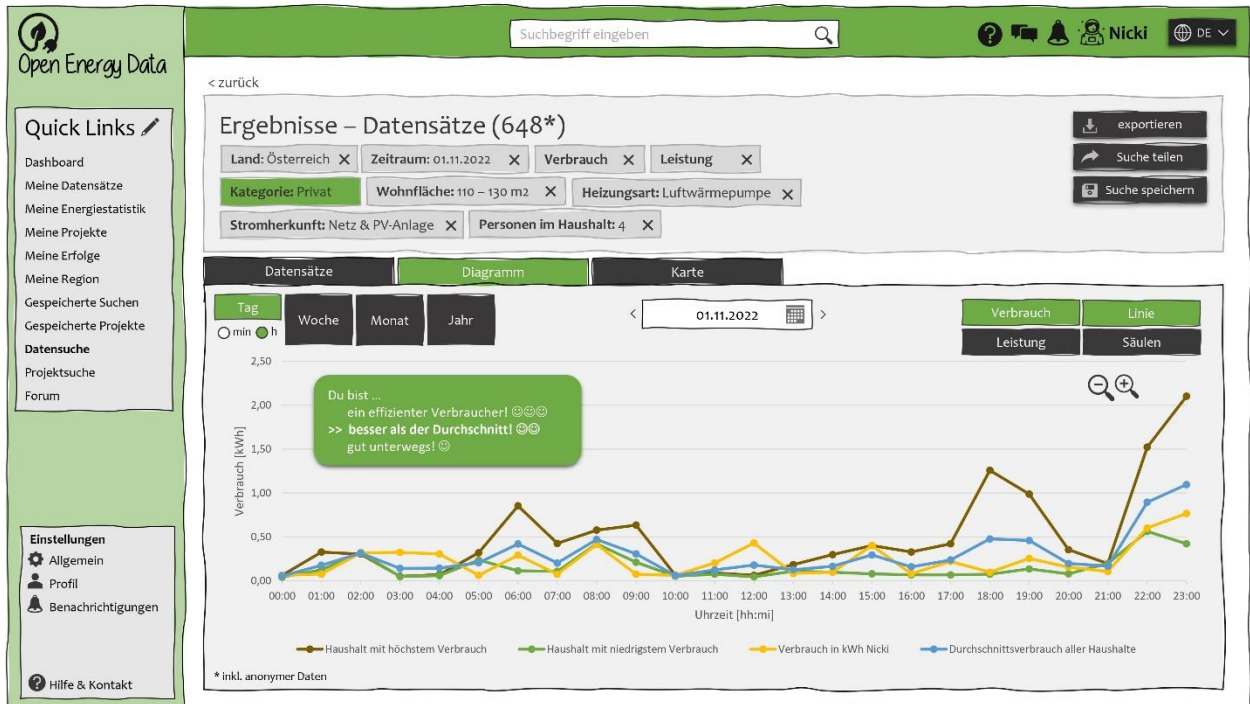 Open Energy Data
Suchbegriff eingeben
Nicki
DE
Quick Links
Dashboard
Meine Datensätze
Meine Energiestatistik
Meine Projekte
Meine Erfolge
Meine Region
Gespeicherte Suchen
Gespeicherte Projekte
Datensuche
Projektsuche
Forum
Einstellungen
Allgemein
Profil
Benachrichtigungen
Hilfe & Kontakt
< zurück
Ergebnisse – Datensätze (648*)
Land: Österreich X Zeitraum: 01.11.2022 X Verbrauch X Leistung X
Kategorie: Privat Wohnfläche: 110 – 130 m2 X Heizungsart: Luftwärmepumpe X
Stromherkunft: Netz & PV-Anlage X Personen im Haushalt: 4 X
exportieren
Suche teilen
Suche speichern
Datensätze Diagramm Karte
Tag Woche Monat Jahr
min h
< 01.11.2022 >
Verbrauch Linie
Leistung Säulen
Du bist ...
ein effizienter Verbraucher! ☺☺☺
>> besser als der Durchschnitt! ☺☺
gut unterwegs! ☺
Verbrauch [kWh]
2,50
2,00
1,50
1,00
0,50
0,00
00:00 01:00 02:00 03:00 04:00 05:00 06:00 07:00 08:00 09:00 10:00 11:00 12:00 13:00 14:00 15:00 16:00 17:00 18:00 19:00 20:00 21:00 22:00 23:00
Uhrzeit [hh:mi]
Haushalt mit höchstem Verbrauch Haushalt mit niedrigstem Verbrauch Verbrauch in kWh Nicki Durchschnittsverbrauch aller Haushalte
* inkl. anonymer Daten